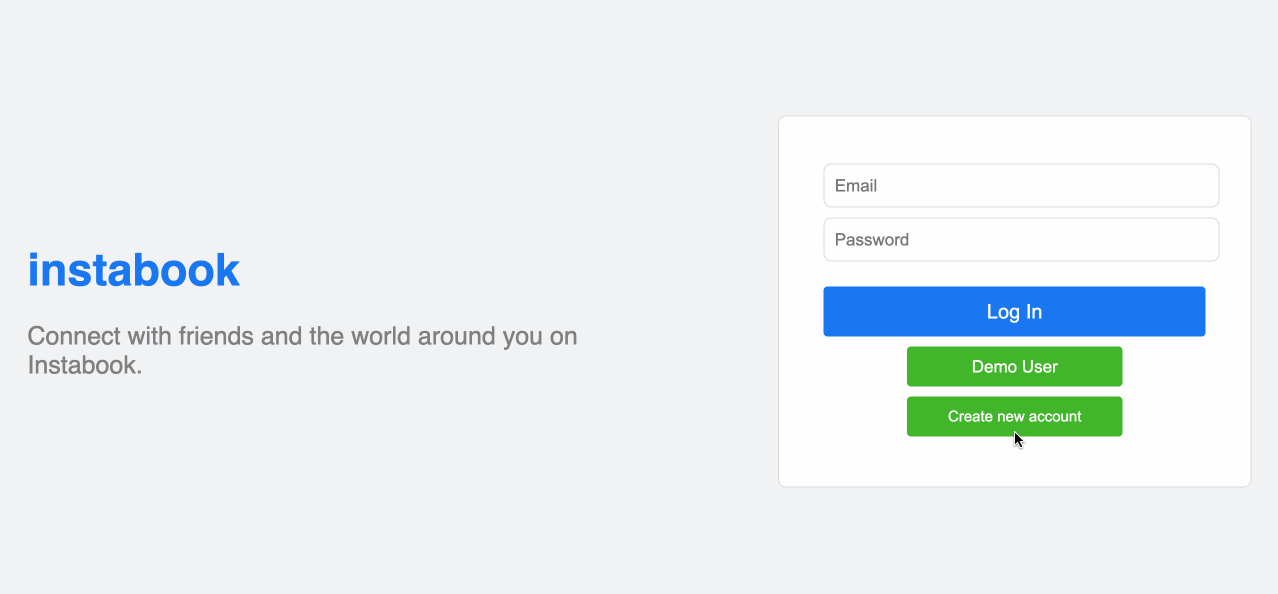 instabook
Connect with friends and the world around you on
Instabook.
Email
Password
Log In
Demo User
Create new account